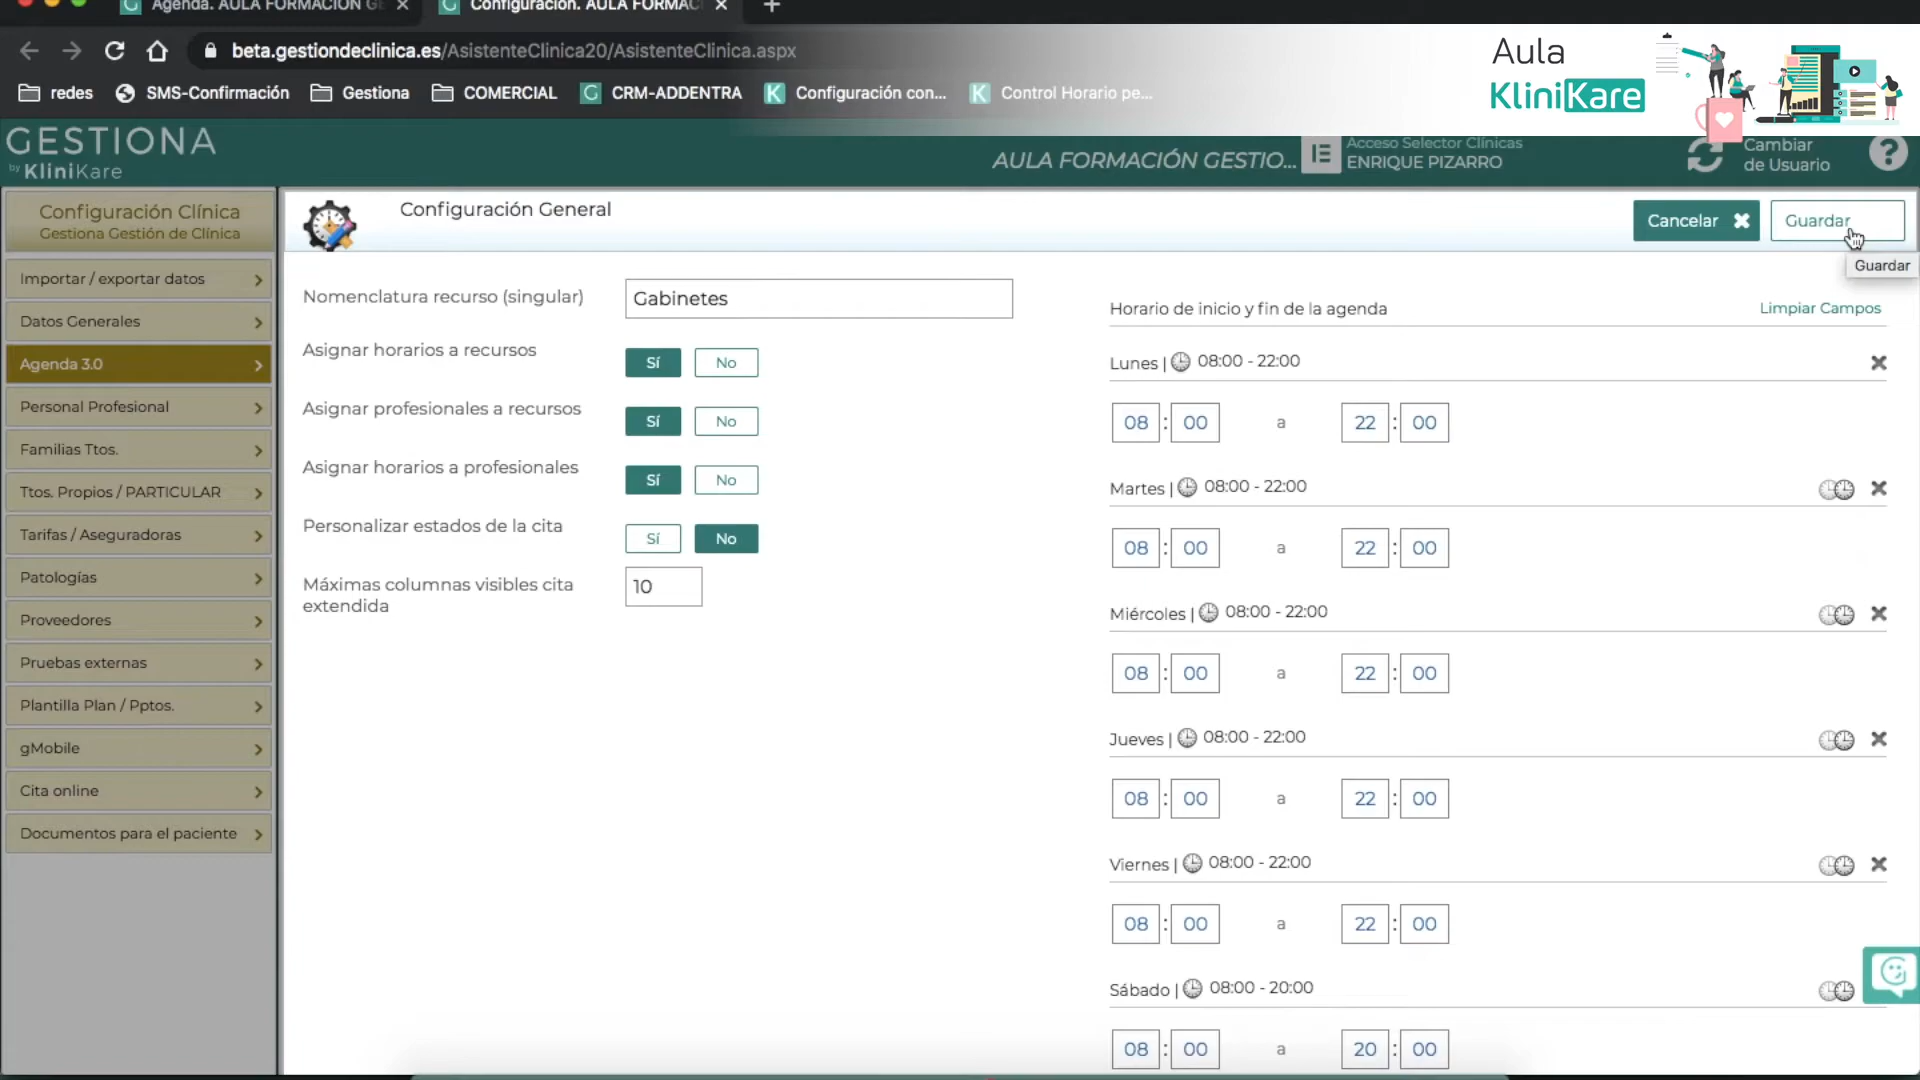 Agenda. AULA FORMACIÓN GE
Configuración. AULA FORMAC
beta.gestiondeclinica.es/AsistenteClinica20/AsistenteClinica.aspx
redes
SMS-Confirmación
Gestiona
COMERCIAL
CRM-ADDENTRA
Configuración con...
Control Horario pe...
Aula
KliniKare
GESTIONA
by KliniKare
AULA FORMACIÓN GESTIO...
Acceso Selector Clínicas
ENRIQUE PIZARRO
Cambiar
de Usuario
Configuración Clínica
Gestiona Gestión de Clínica
Importar / exportar datos
Datos Generales
Agenda 3.0
Personal Profesional
Familias Ttos.
Ttos. Propios / PARTICULAR
Tarifas / Aseguradoras
Patologías
Proveedores
Pruebas externas
Plantilla Plan / Pptos.
gMobile
Cita online
Documentos para el paciente
Configuración General
Cancelar
Guardar
Guardar
Nomenclatura recurso (singular)
Gabinetes
Asignar horarios a recursos
Sí No
Asignar profesionales a recursos
Sí No
Asignar horarios a profesionales
Sí No
Personalizar estados de la cita
Sí No
Máximas columnas visibles cita
extendida
10
Horario de inicio y fin de la agenda
Limpiar Campos
Lunes | 08:00 - 22:00
08 : 00 a 22 : 00
Martes | 08:00 - 22:00
08 : 00 a 22 : 00
Miércoles | 08:00 - 22:00
08 : 00 a 22 : 00
Jueves | 08:00 - 22:00
08 : 00 a 22 : 00
Viernes | 08:00 - 22:00
08 : 00 a 22 : 00
Sábado | 08:00 - 20:00
08 : 00 a 20 : 00